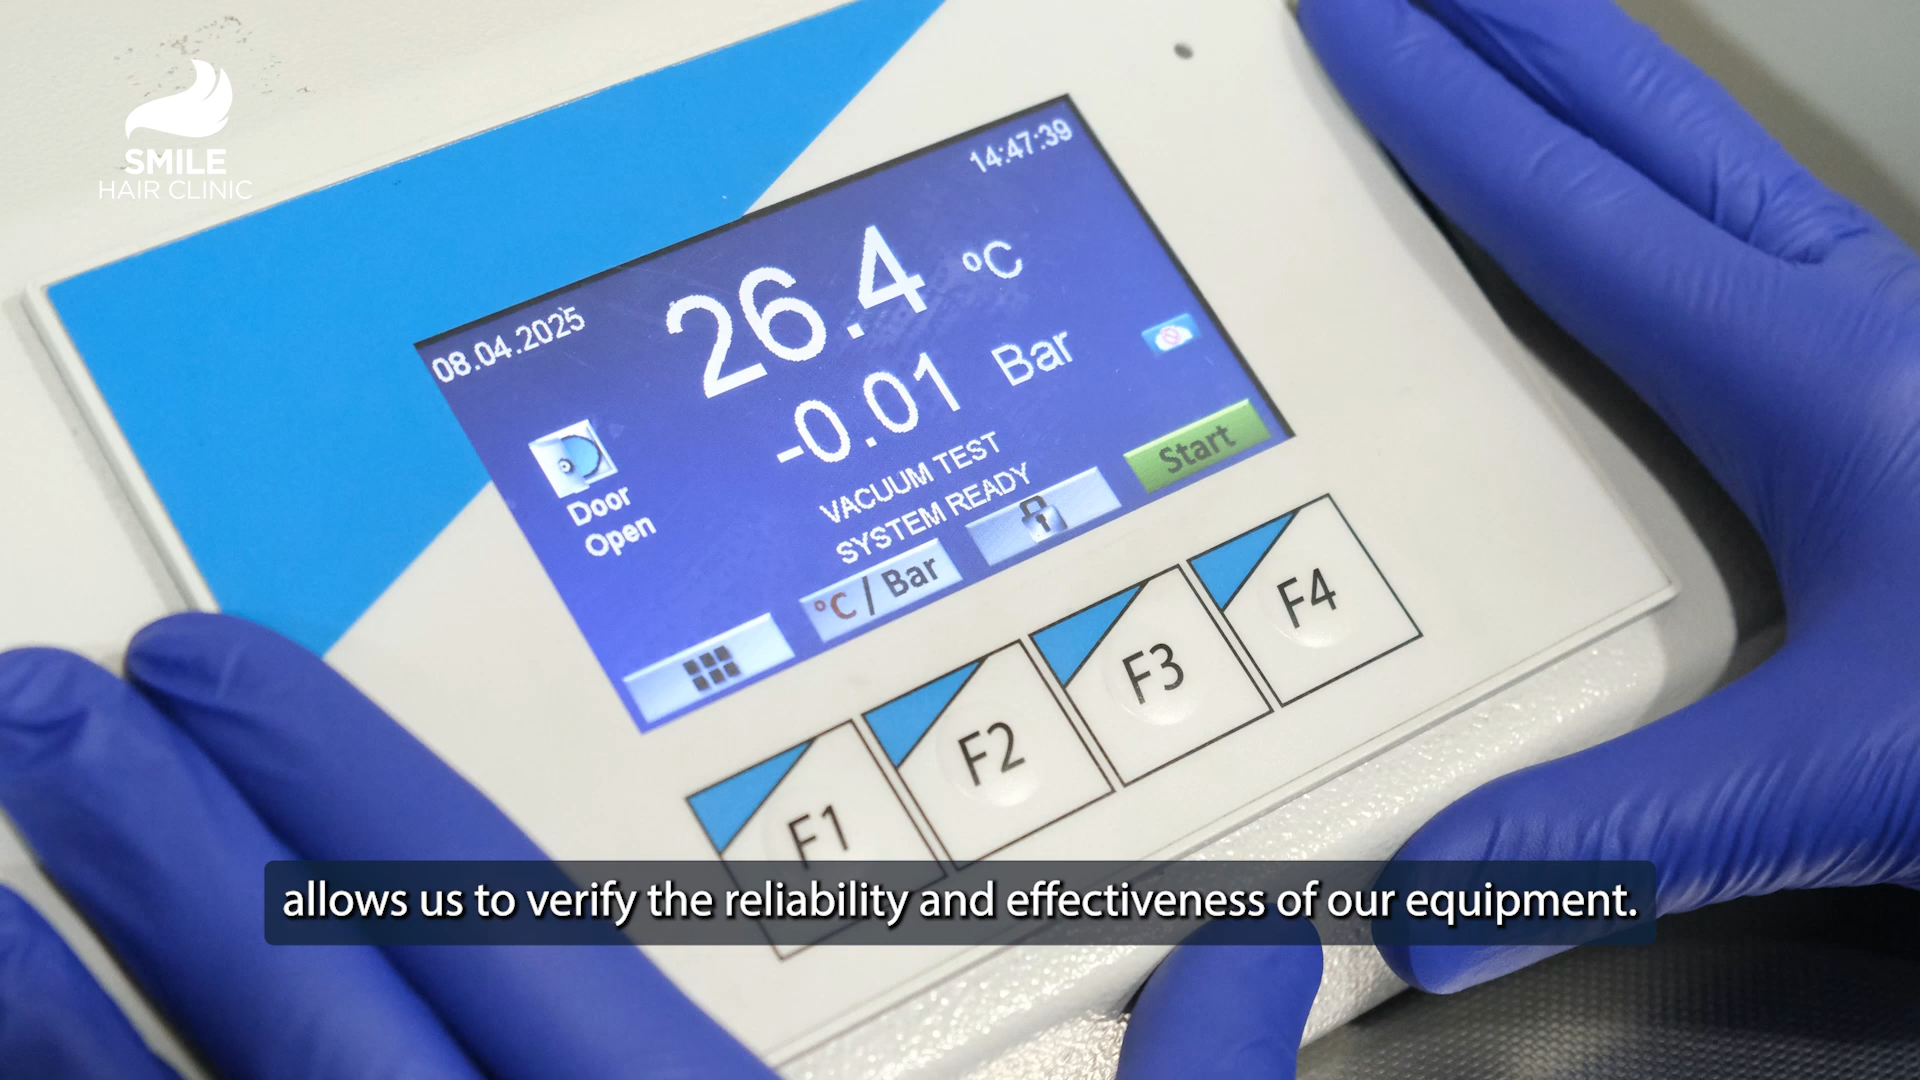 SMILE
HAIR CLINIC
14:47:39
08.04.2025
26.4 °C
-0.01 Bar
Door
Open
VACUUM TEST
SYSTEM READY
Start
°C / Bar
F1
F2
F3
F4
allows us to verify the reliability and effectiveness of our equipment.